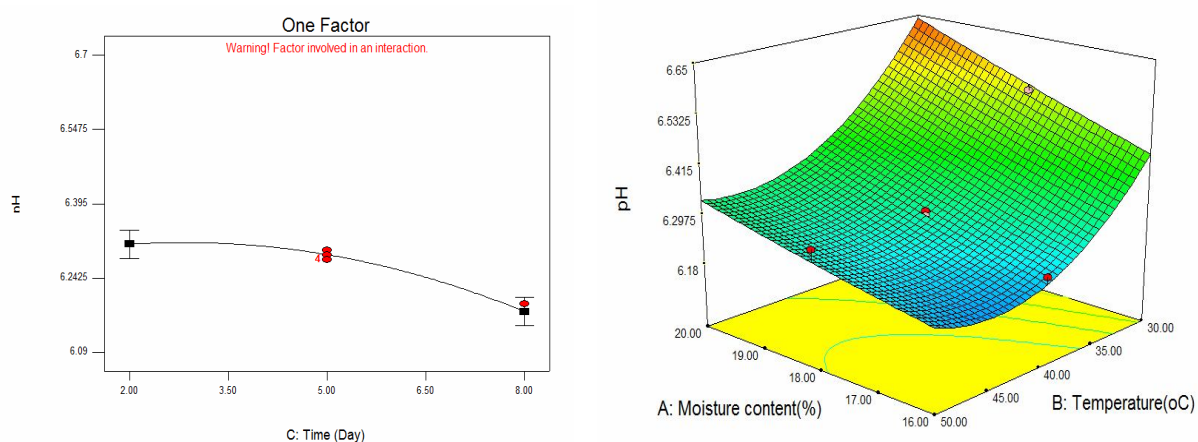 One Factor
Warning! Factor involved in an interaction.
6.7
6.5475
6.395
6.2425
6.09
nH
4
2.00 3.50 5.00 6.50 8.00
C: Time (Day)
6.65
6.5325
6.415
6.2975
6.18
pH
20.00
19.00
18.00
17.00
16.00
A: Moisture content(%)
30.00
35.00
40.00
45.00
50.00
B: Temperature(oC)